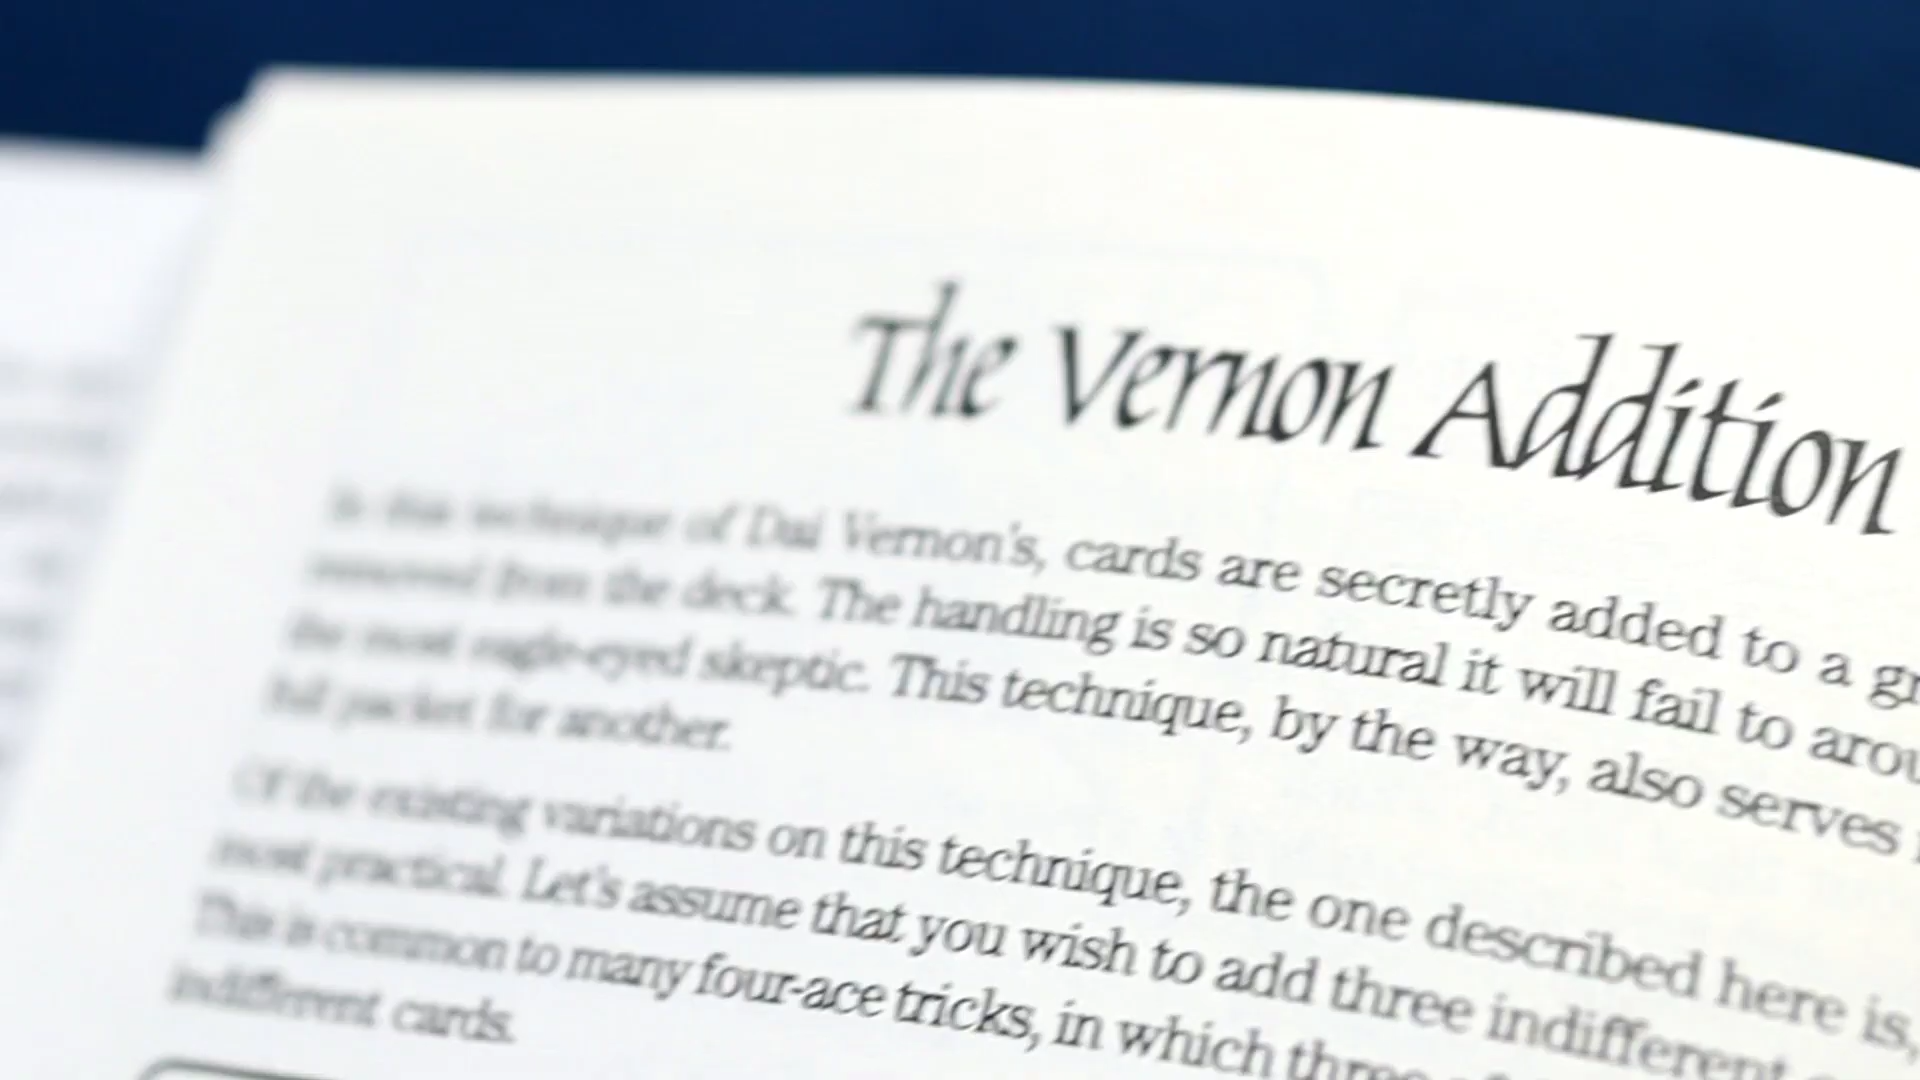 The Vernon Addition
In this technique of Dai Vernon's, cards are secretly added to a
removed from the deck. The handling is so natural it will fail to
the most eagle-eyed skeptic. This technique, by the way, also serves
full packet for another.
Of the existing variations on this technique, the one described here is,
most practical. Let's assume that you wish to add three indifferent
This is common to many four-ace tricks, in which three
indifferent cards.